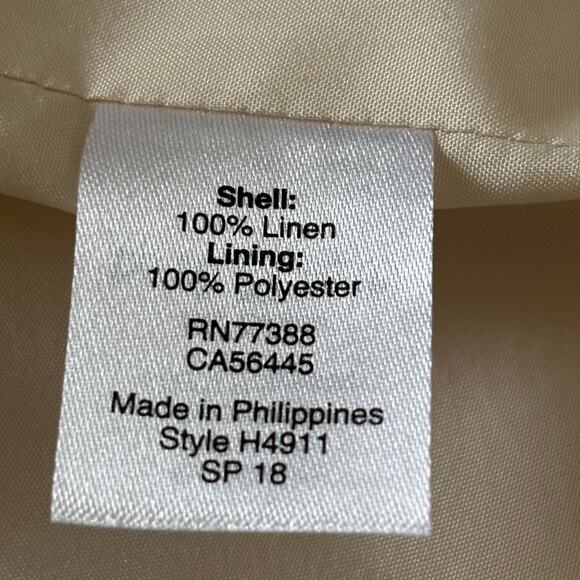 Shell:
100% Linen
Lining:
100% Polyester
RN77388
CA56445
Made in Philippines
Style H4911
SP 18